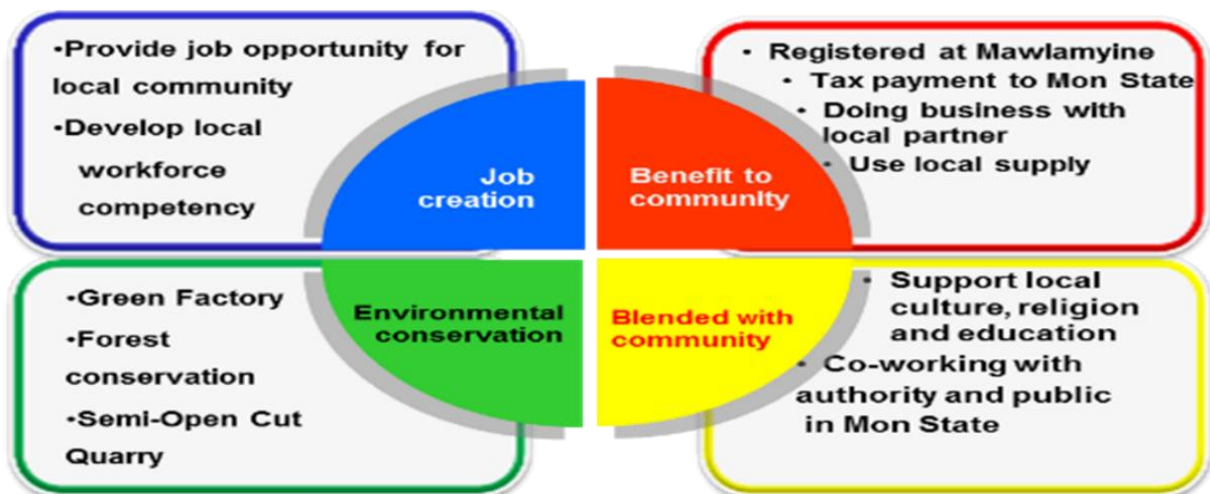 •Provide job opportunity for
local community
•Develop local
workforce
competency
Job
creation
• Registered at Mawlamyine
• Tax payment to Mon State
• Doing business with
local partner
• Use local supply
Benefit to
community
•Green Factory
•Forest
conservation
•Semi-Open Cut
Quarry
Environmental
conservation
Blended with
community
• Support local
culture, religion
and education
• Co-working with
authority and public
in Mon State